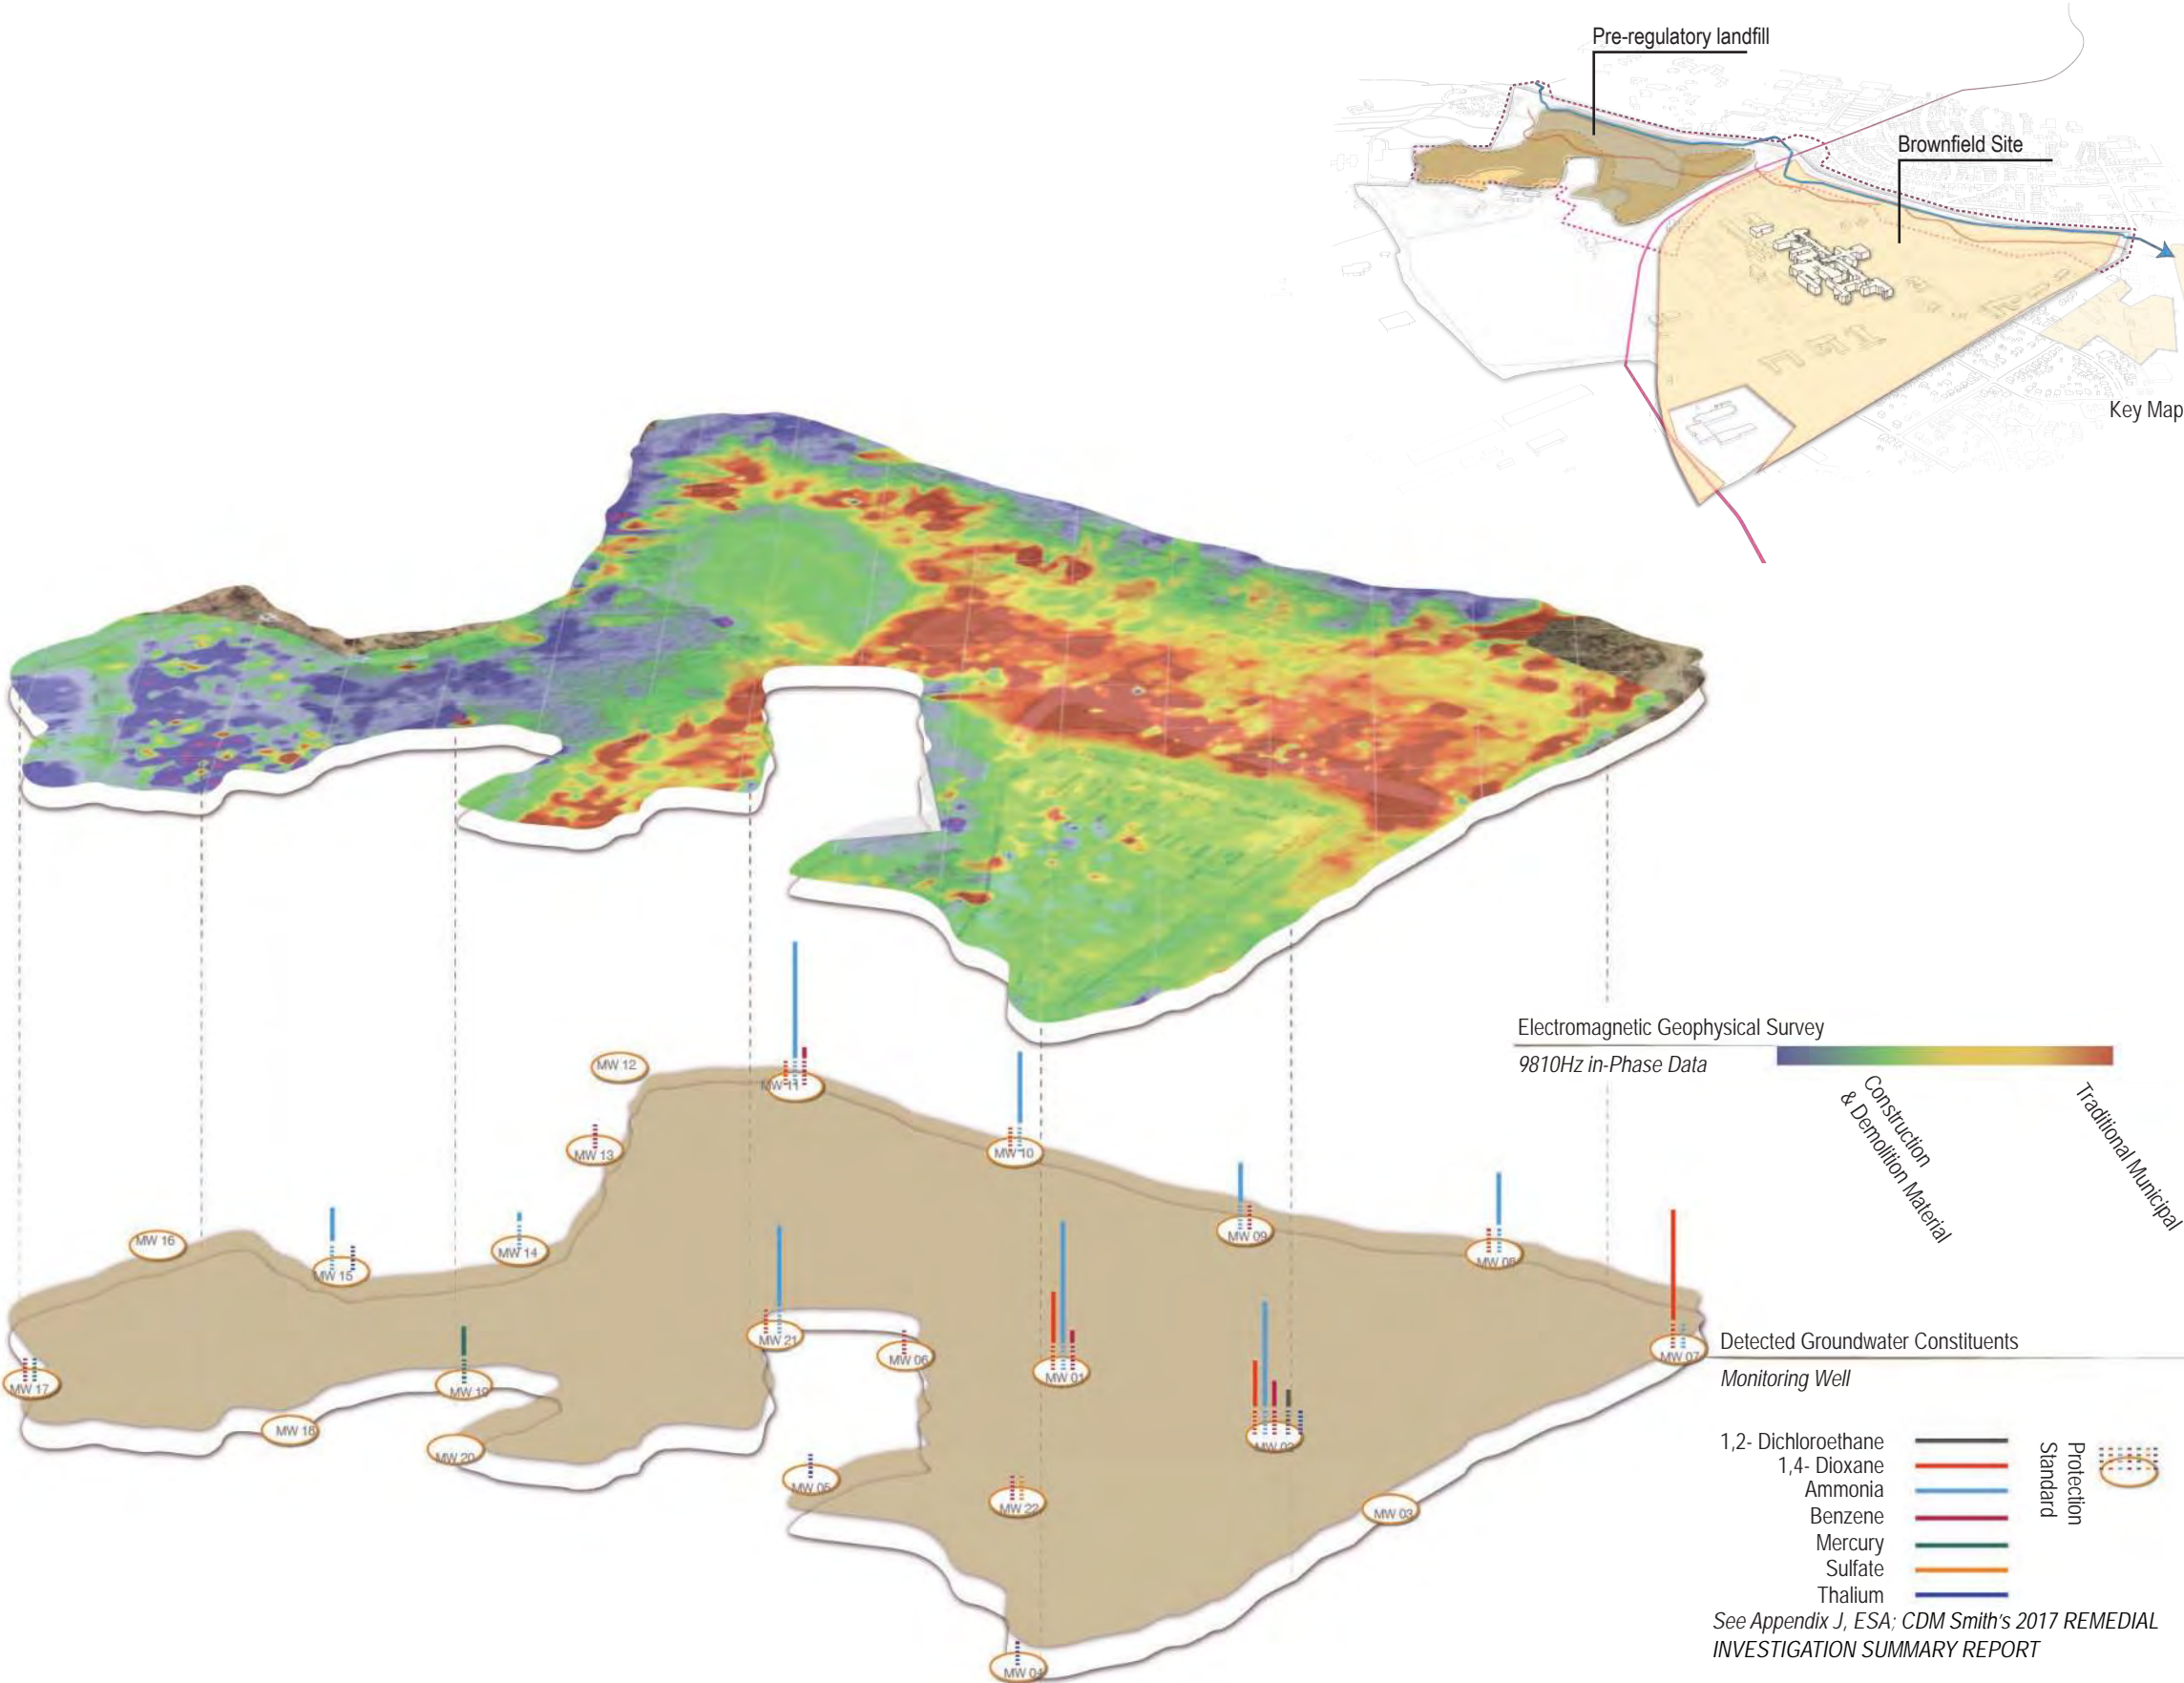 Pre-regulatory landfill
Brownfield Site
Key Map
Electromagnetic Geophysical Survey
9810Hz in-Phase Data
Construction
& Demolition Material
Traditional Municipal
MW 12
MW 11
MW 13
MW 10
MW 16
MW 15
MW 14
MW 09
MW 21
MW 06
MW 01
MW 07
MW 17
MW 19
MW 18
MW 20
MW 02
MW 05
MW 22
MW 03
MW 04
Detected Groundwater Constituents
Monitoring Well
1,2- Dichloroethane
1,4- Dioxane
Ammonia
Benzene
Mercury
Sulfate
Thalium
Protection
Standard
See Appendix J, ESA; CDM Smith's 2017 REMEDIAL
INVESTIGATION SUMMARY REPORT